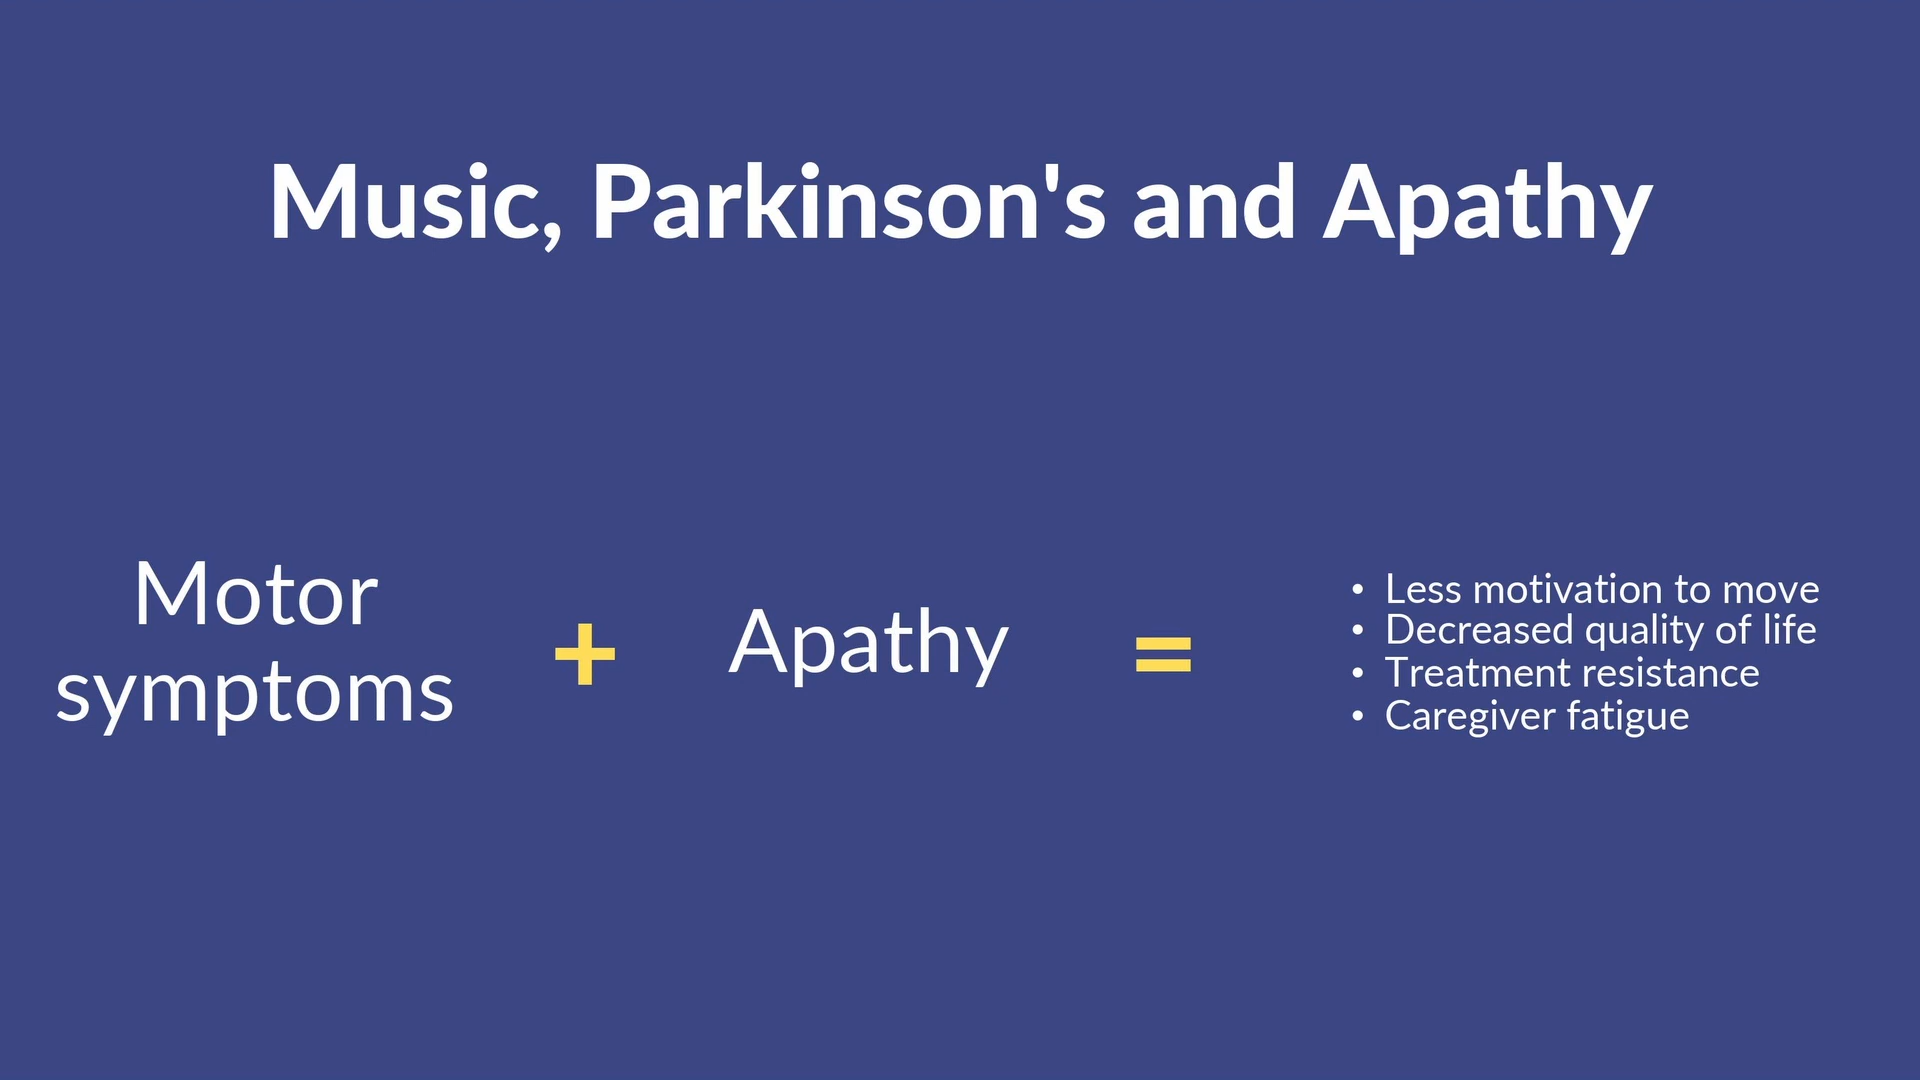 Music, Parkinson's and Apathy
Motor
symptoms
+
Apathy
=
• Less motivation to move
• Decreased quality of life
• Treatment resistance
• Caregiver fatigue